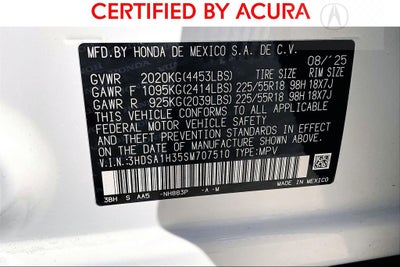 CERTIFIED BY ACURA
MFD.BY HONDA DE MEXICO S.A. DE C.V.
08/'25
GVWR 2020KG(4453LBS) TIRE SIZE RIM SIZE
GAWR F 1095KG(2414LBS) 225/55R18 98H 18X7J
GAWR R 925KG(2039LBS) 225/55R18 98H 18X7J
THIS VEHICLE CONFORMS TO ALL APPLICABLE
FEDERAL MOTOR VEHICLE SAFETY, BUMPER,
AND THEFT PREVENTION STANDARDS IN EFFECT
ON THE DATE OF MANUFACTURE SHOWN ABOVE.
V.I.N:3HDSA1H35SM707510 TYPE:MPV
3BH S AA5 -NH883P -A -M
MADE IN MEXICO